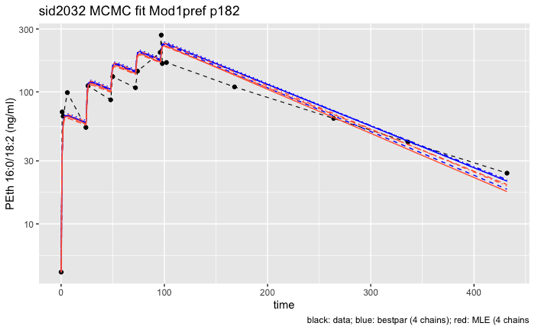 sid2032 MCMC fit Mod1pref p182
PEth 16:0/18:2 (ng/ml)
300
100
30
10
0
100
200
300
400
time
black: data; blue: bestpar (4 chains); red: MLE (4 chains